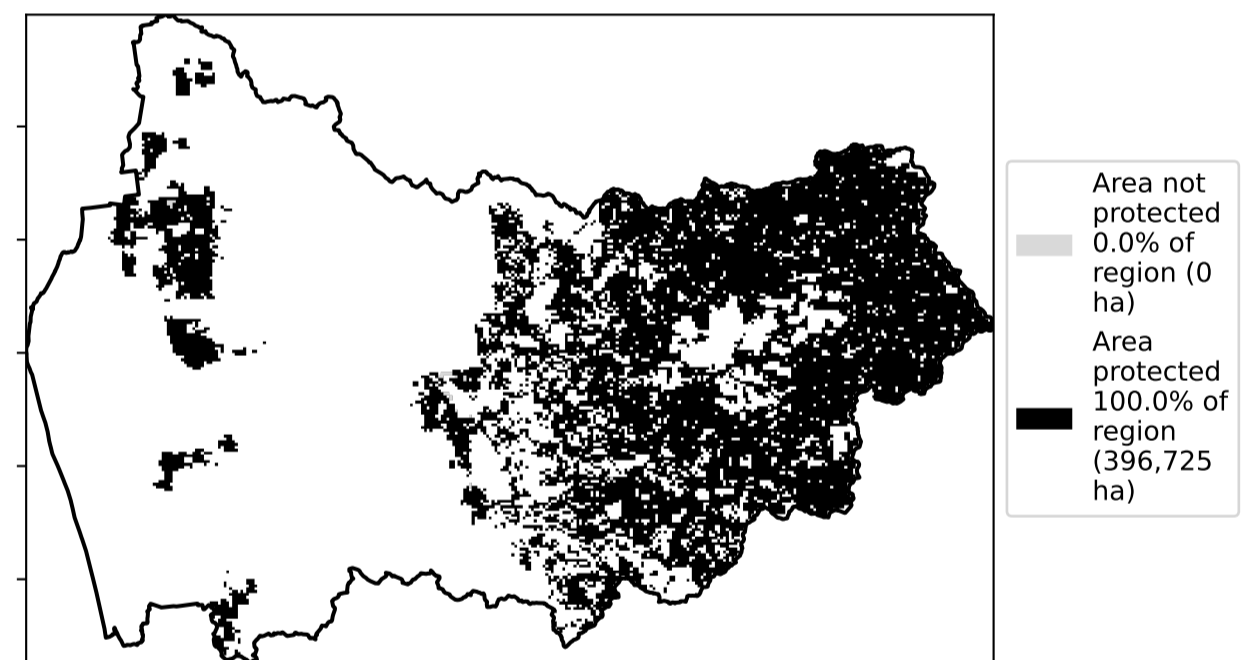 Area not
protected
0.0% of
region (0
ha)
Area
protected
100.0% of
region
(396,725
ha)